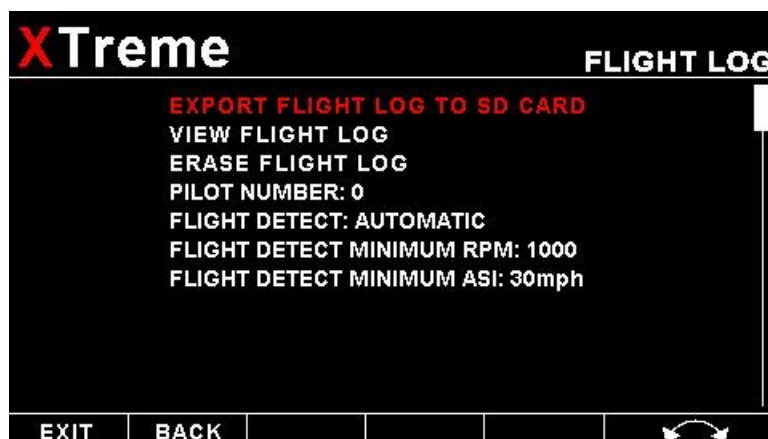 XTreme
FLIGHT LOG
EXPORT FLIGHT LOG TO SD CARD
VIEW FLIGHT LOG
ERASE FLIGHT LOG
PILOT NUMBER: 0
FLIGHT DETECT: AUTOMATIC
FLIGHT DETECT MINIMUM RPM: 1000
FLIGHT DETECT MINIMUM ASI: 30mph
EXIT BACK